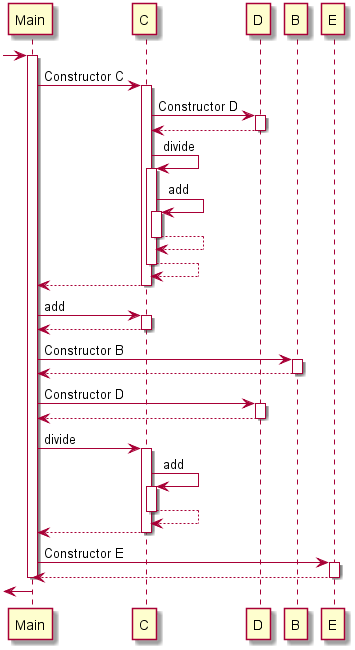 Main C D B E
Constructor C
Constructor D
divide
add
add
Constructor B
Constructor D
divide
add
Constructor E
Main C D B E